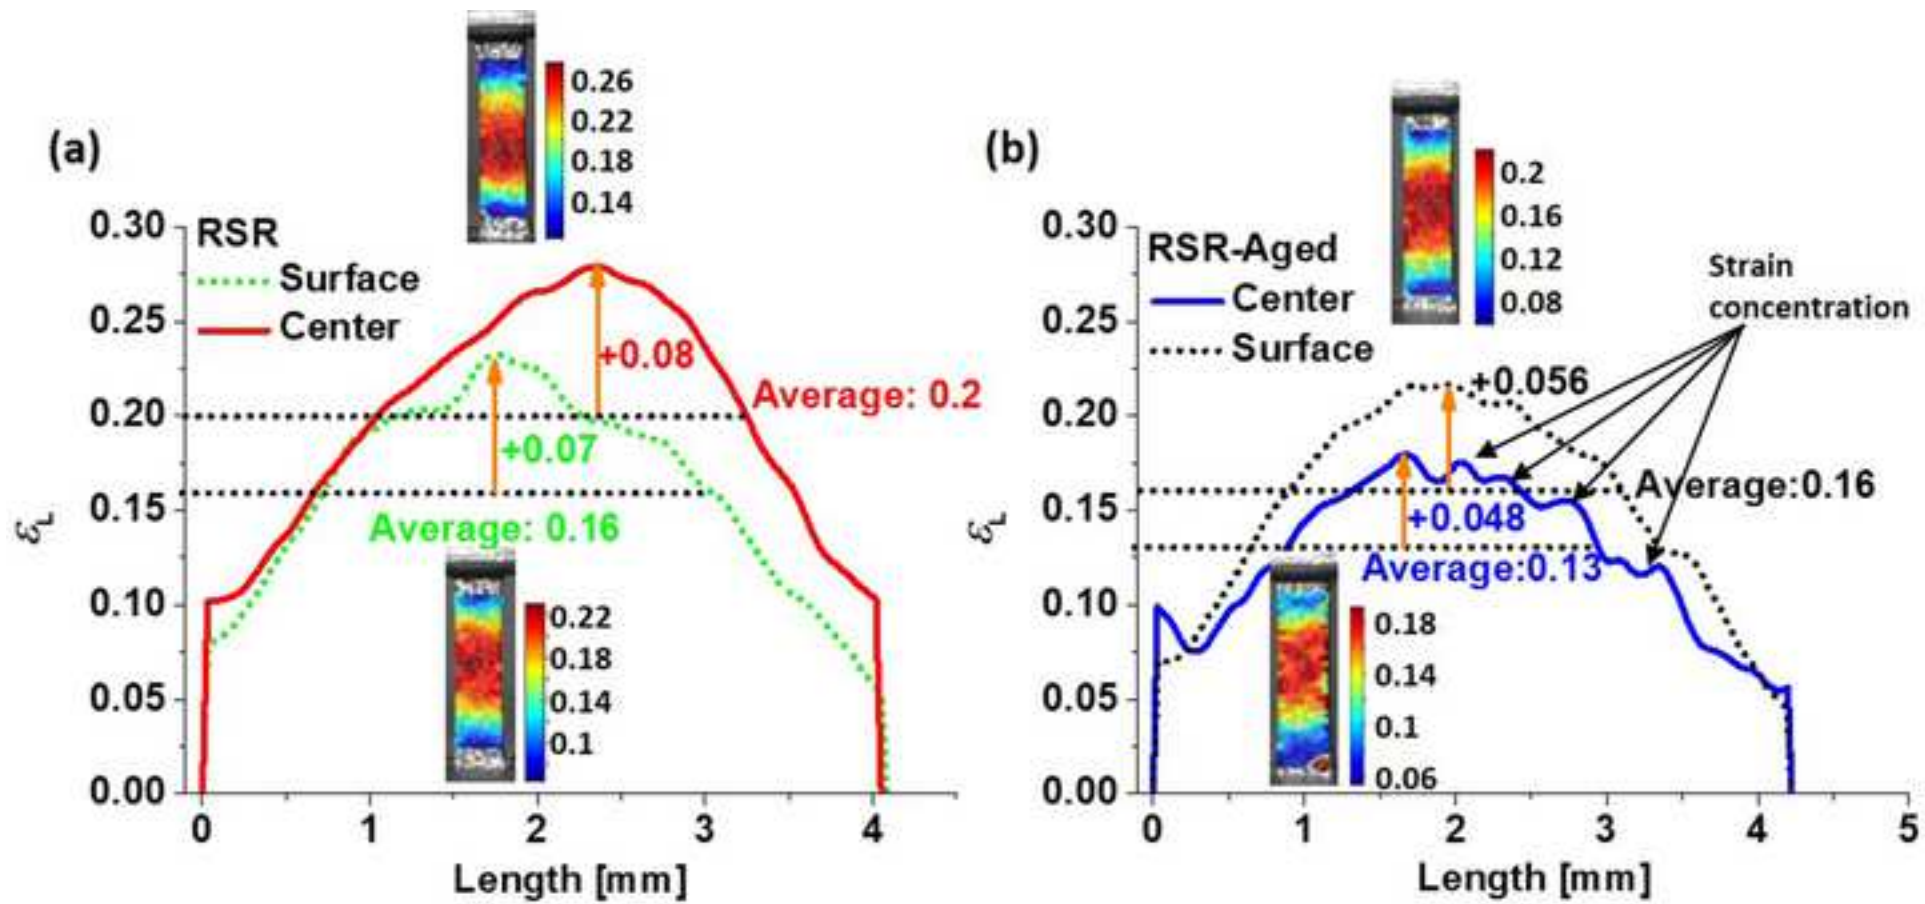 (a)
0.26
0.22
0.18
0.14
RSR
Surface
Center
+0.08
Average: 0.2
+0.07
Average: 0.16
0.22
0.18
0.14
0.1
0.30
0.25
0.20
0.15
0.10
0.05
0.00
εL
0
1
2
3
4
Length [mm]
(b)
0.2
0.16
0.12
0.08
RSR-Aged
Center
Surface
Strain
concentration
+0.056
Average:0.16
+0.048
Average:0.13
0.18
0.14
0.1
0.06
0.30
0.25
0.20
0.15
0.10
0.05
0.00
εL
0
1
2
3
4
5
Length [mm]